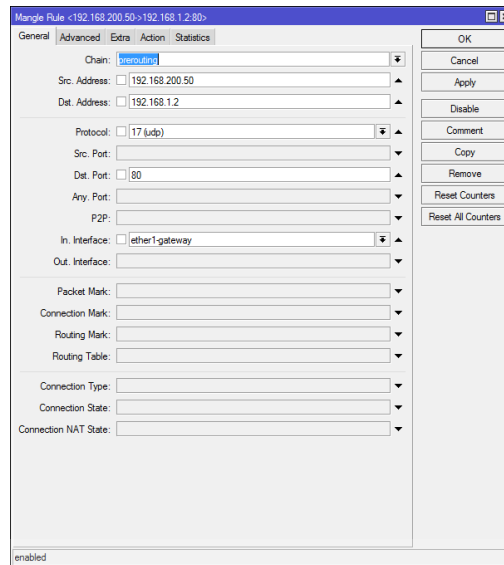 Mangle Rule <192.168.200.50->192.168.1.2:80>
General Advanced Extra Action Statistics
Chain: prerouting
Src. Address: 192.168.200.50
Dst. Address: 192.168.1.2
Protocol: 17 (udp)
Src. Port:
Dst. Port: 80
Any. Port:
P2P:
In. Interface: ether1-gateway
Out. Interface:
Packet Mark:
Connection Mark:
Routing Mark:
Routing Table:
Connection Type:
Connection State:
Connection NAT State:
OK
Cancel
Apply
Disable
Comment
Copy
Remove
Reset Counters
Reset All Counters
enabled